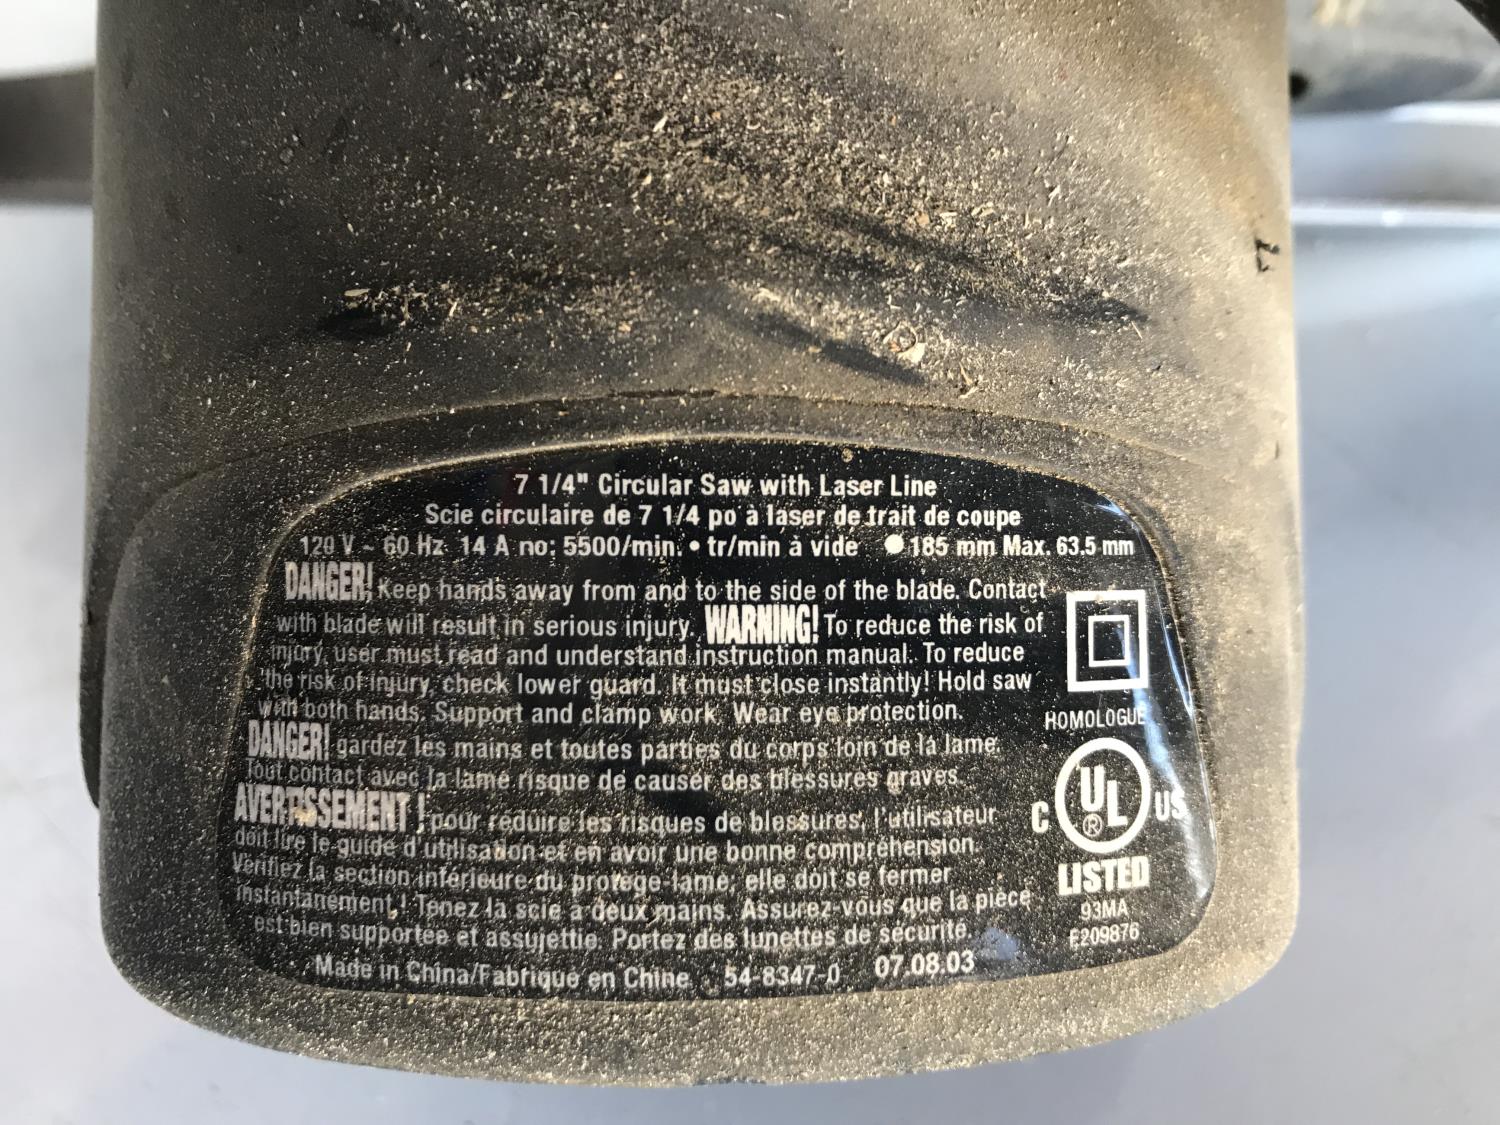 7 1/4" Circular Saw with Laser Line
Scie circulaire de 7 1/4 po à laser de trait de coupe
120 V ~ 60 Hz 14 A no: 5500/min. • tr/min à vide ● 185 mm Max. 63.5 mm
DANGER! Keep hands away from and to the side of the blade. Contact
with blade will result in serious injury. WARNING! To reduce the risk of
injury, user must read and understand instruction manual. To reduce
the risk of injury, check lower guard. It must close instantly! Hold saw
with both hands. Support and clamp work. Wear eye protection.
DANGER! gardez les mains et toutes parties du corps loin de la lame.
Tout contact avec la lame risque de causer des blessures graves.
AVERTISSEMENT ! pour réduire les risques de blessures, l'utilisateur
doit lire le guide d'utilisation et en avoir une bonne compréhension.
Vérifiez la section inférieure du protège-lame; elle doit se fermer
instantanément ! Tenez la scie à deux mains. Assurez-vous que la pièce
est bien supportée et assujettie. Portez des lunettes de sécurité.
Made in China/Fabriqué en Chine 54-8347-0 07.08.03
HOMOLOGUE
C UL ® US
LISTED
93MA
E209876